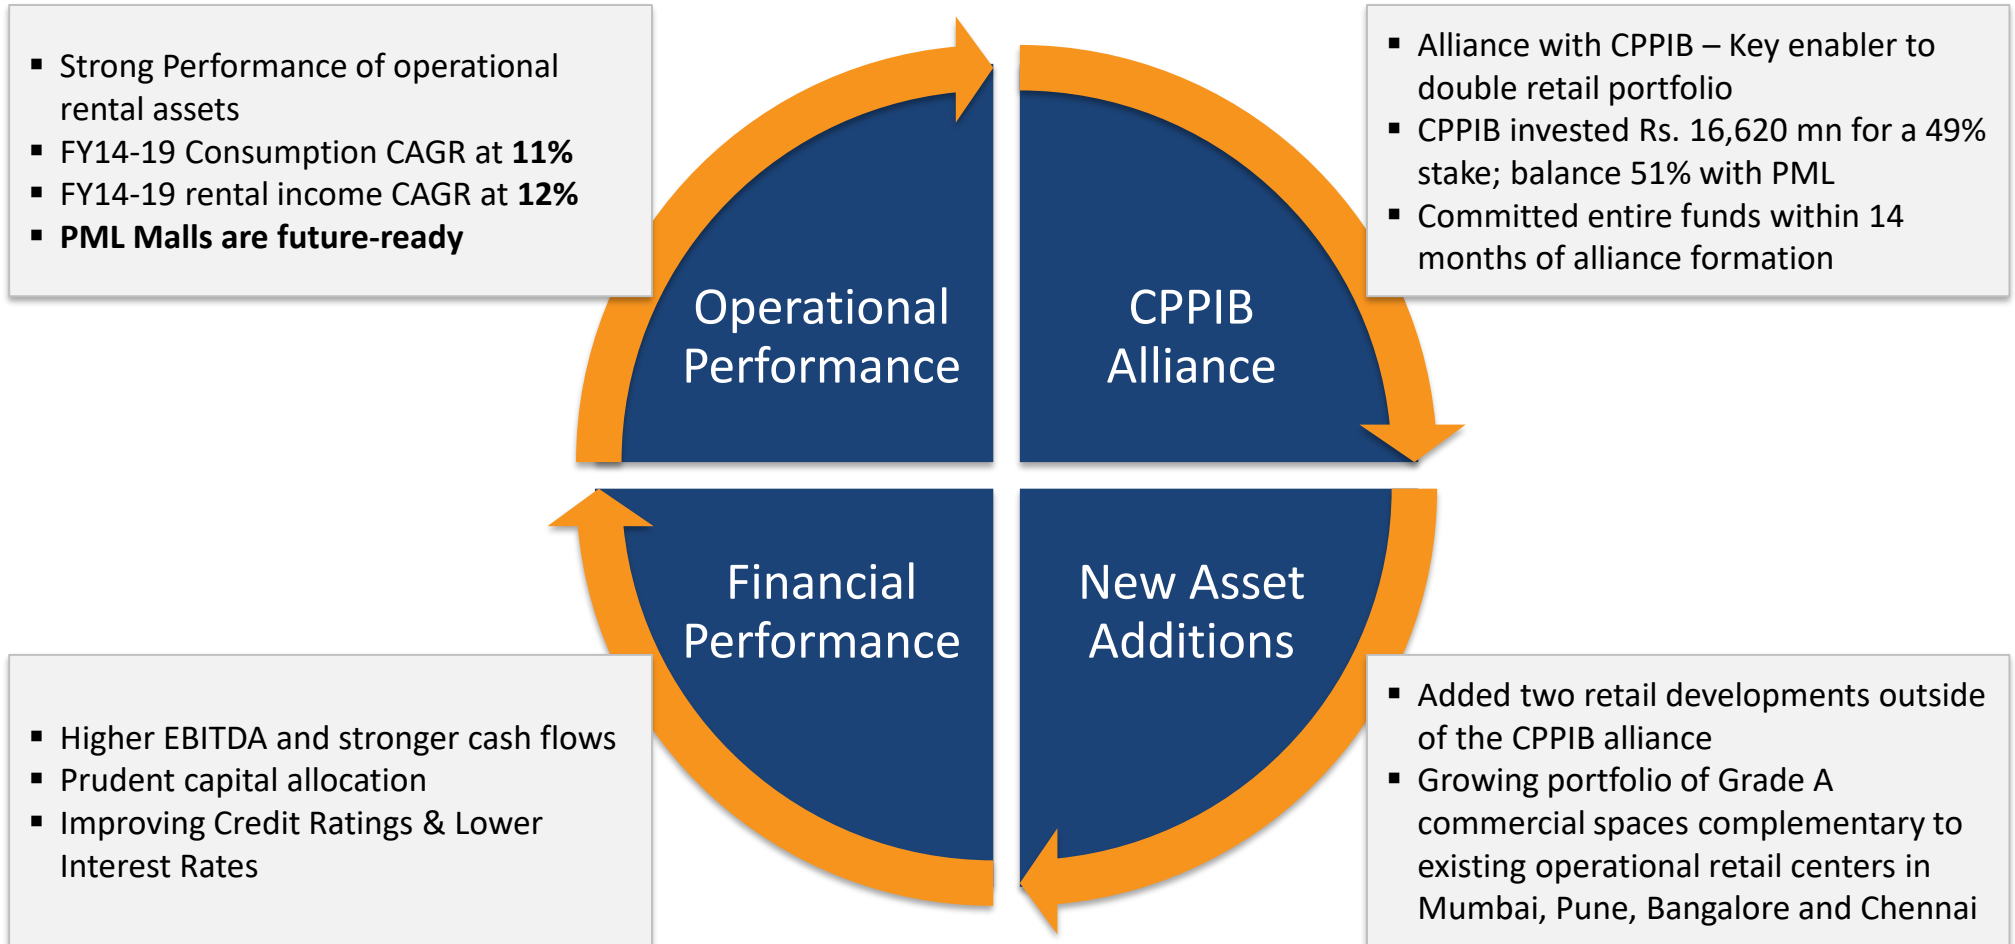 ▪ Strong Performance of operational
rental assets
▪ FY14-19 Consumption CAGR at 11%
▪ FY14-19 rental income CAGR at 12%
▪ PML Malls are future-ready
▪ Alliance with CPPIB – Key enabler to
double retail portfolio
▪ CPPIB invested Rs. 16,620 mn for a 49%
stake; balance 51% with PML
▪ Committed entire funds within 14
months of alliance formation
Operational
Performance
CPPIB
Alliance
Financial
Performance
New Asset
Additions
▪ Higher EBITDA and stronger cash flows
▪ Prudent capital allocation
▪ Improving Credit Ratings & Lower
Interest Rates
▪ Added two retail developments outside
of the CPPIB alliance
▪ Growing portfolio of Grade A
commercial spaces complementary to
existing operational retail centers in
Mumbai, Pune, Bangalore and Chennai